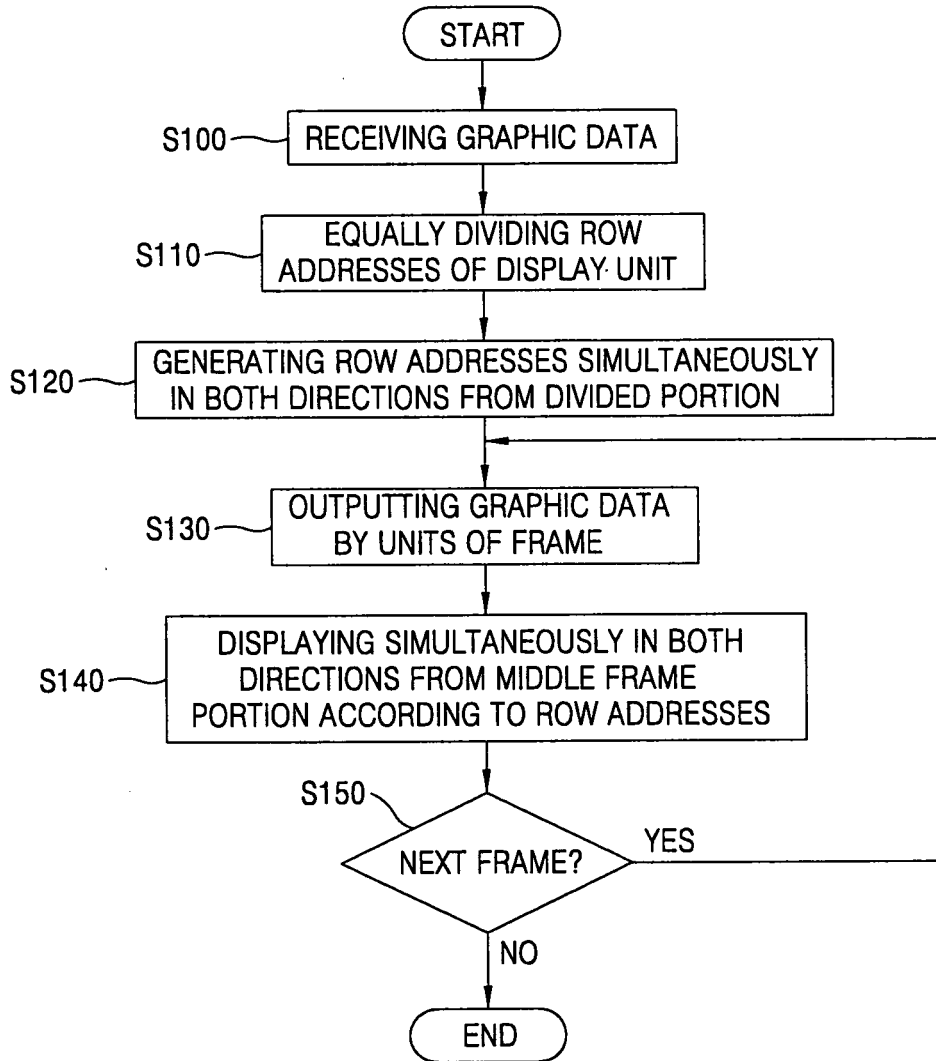 START
S100
RECEIVING GRAPHIC DATA
S110
EQUALLY DIVIDING ROW
ADDRESSES OF DISPLAY UNIT
S120
GENERATING ROW ADDRESSES SIMULTANEOUSLY
IN BOTH DIRECTIONS FROM DIVIDED PORTION
S130
OUTPUTTING GRAPHIC DATA
BY UNITS OF FRAME
S140
DISPLAYING SIMULTANEOUSLY IN BOTH
DIRECTIONS FROM MIDDLE FRAME
PORTION ACCORDING TO ROW ADDRESSES
S150
NEXT FRAME?
YES
NO
END